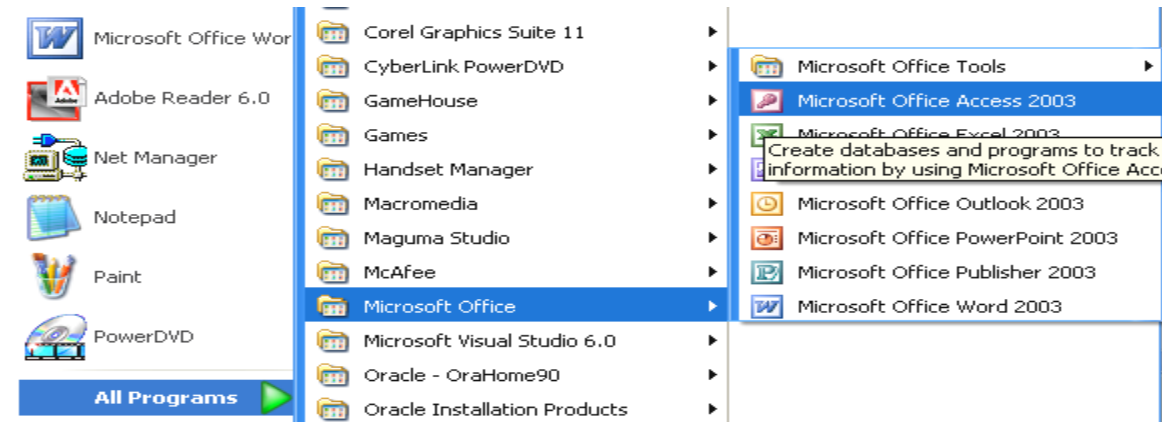 Microsoft Office Wor
Adobe Reader 6.0
Net Manager
Notepad
Paint
PowerDVD
All Programs
Corel Graphics Suite 11
CyberLink PowerDVD
GameHouse
Games
Handset Manager
Macromedia
Maguma Studio
McAfee
Microsoft Office
Microsoft Visual Studio 6.0
Oracle - OraHome90
Oracle Installation Products
Microsoft Office Tools
Microsoft Office Access 2003
Microsoft Office Excel 2003
Create databases and programs to track
information by using Microsoft Office Acc
Microsoft Office Outlook 2003
Microsoft Office PowerPoint 2003
Microsoft Office Publisher 2003
Microsoft Office Word 2003